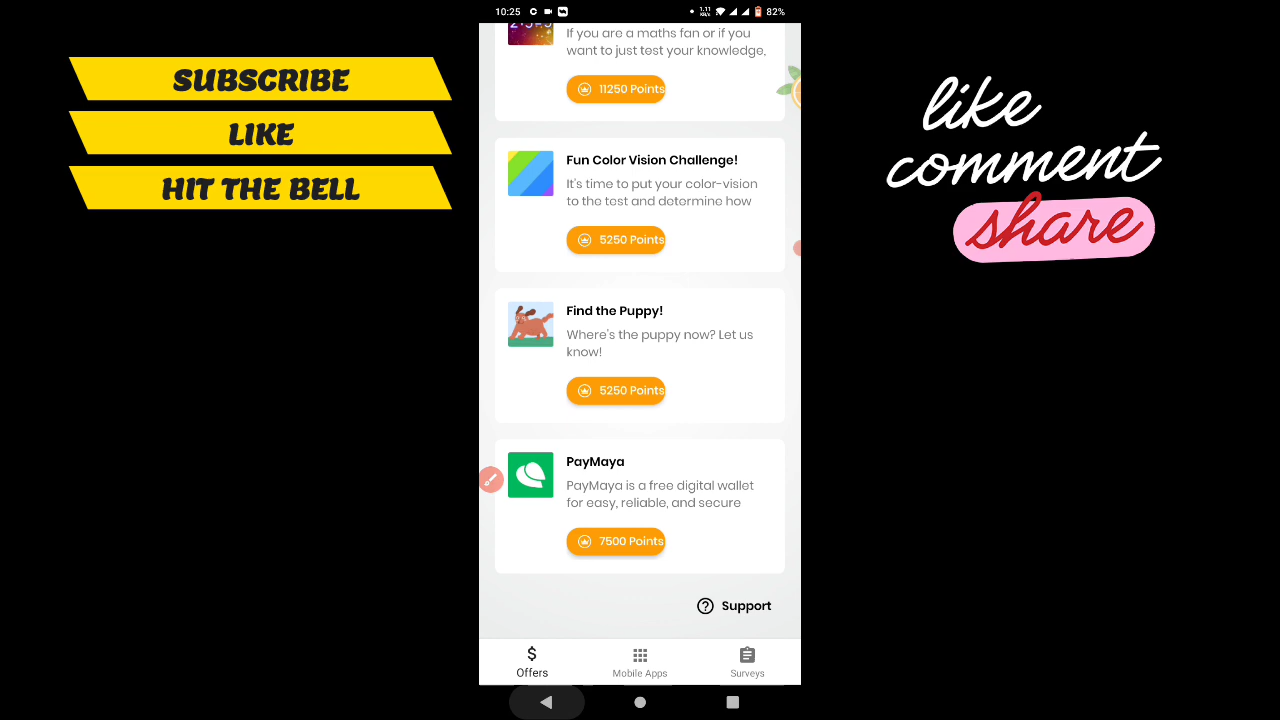 SUBSCRIBE
LIKE
HIT THE BELL
10:25
1.11
KB/s
82%
If you are a maths fan or if you
want to just test your knowledge,
11250 Points
Fun Color Vision Challenge!
It's time to put your color-vision
to the test and determine how
5250 Points
Find the Puppy!
Where's the puppy now? Let us
know!
5250 Points
PayMaya
PayMaya is a free digital wallet
for easy, reliable, and secure
7500 Points
Support
Offers
Mobile Apps
Surveys
like
comment
share